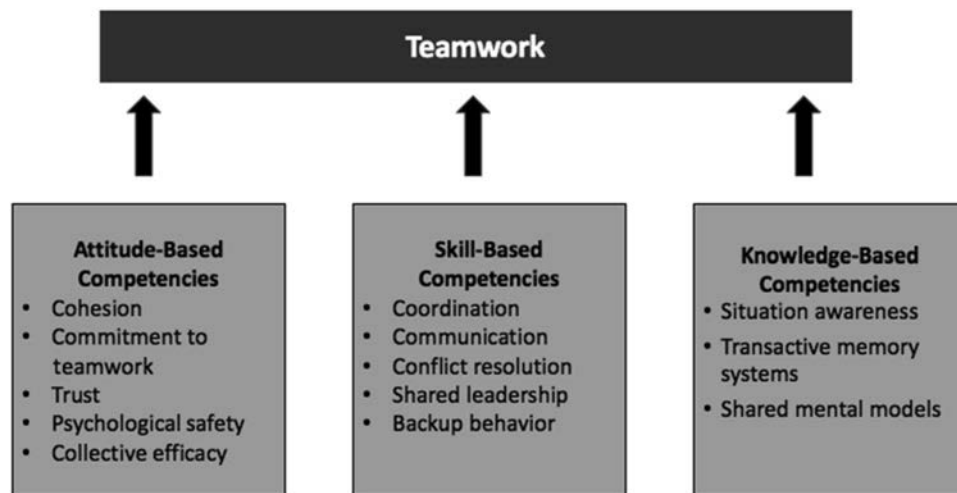 Teamwork
Attitude-Based
Competencies
• Cohesion
• Commitment to
teamwork
• Trust
• Psychological safety
• Collective efficacy
Skill-Based
Competencies
• Coordination
• Communication
• Conflict resolution
• Shared leadership
• Backup behavior
Knowledge-Based
Competencies
• Situation awareness
• Transactive memory
systems
• Shared mental models